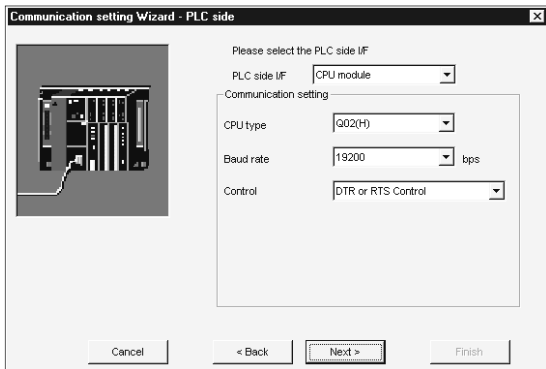 Communication setting Wizard - PLC side
Please select the PLC side I/F
PLC side I/F CPU module
Communication setting
CPU type Q02(H)
Baud rate 19200 bps
Control DTR or RTS Control
Cancel < Back Next > Finish